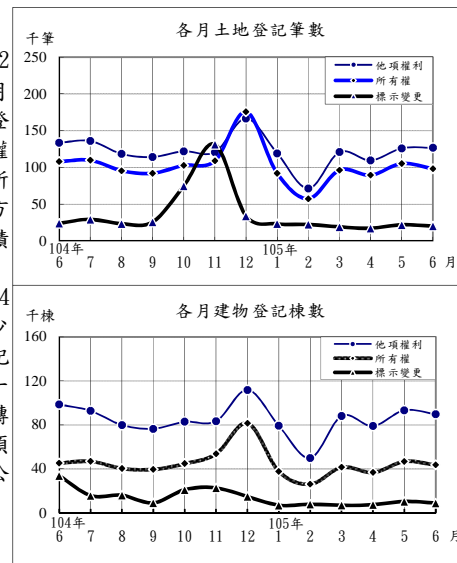 2
月
登
權
所
方
積
4
少
記
一
轉
項
公
各月土地登記筆數
千筆
250
200
150
100
50
0
他項權利
所有權
標示變更
104年 105年
6 7 8 9 10 11 12 1 2 3 4 5 6 月
各月建物登記棟數
千棟
160
120
80
40
0
他項權利
所有權
標示變更
104年 105年
6 7 8 9 10 11 12 1 2 3 4 5 6 月